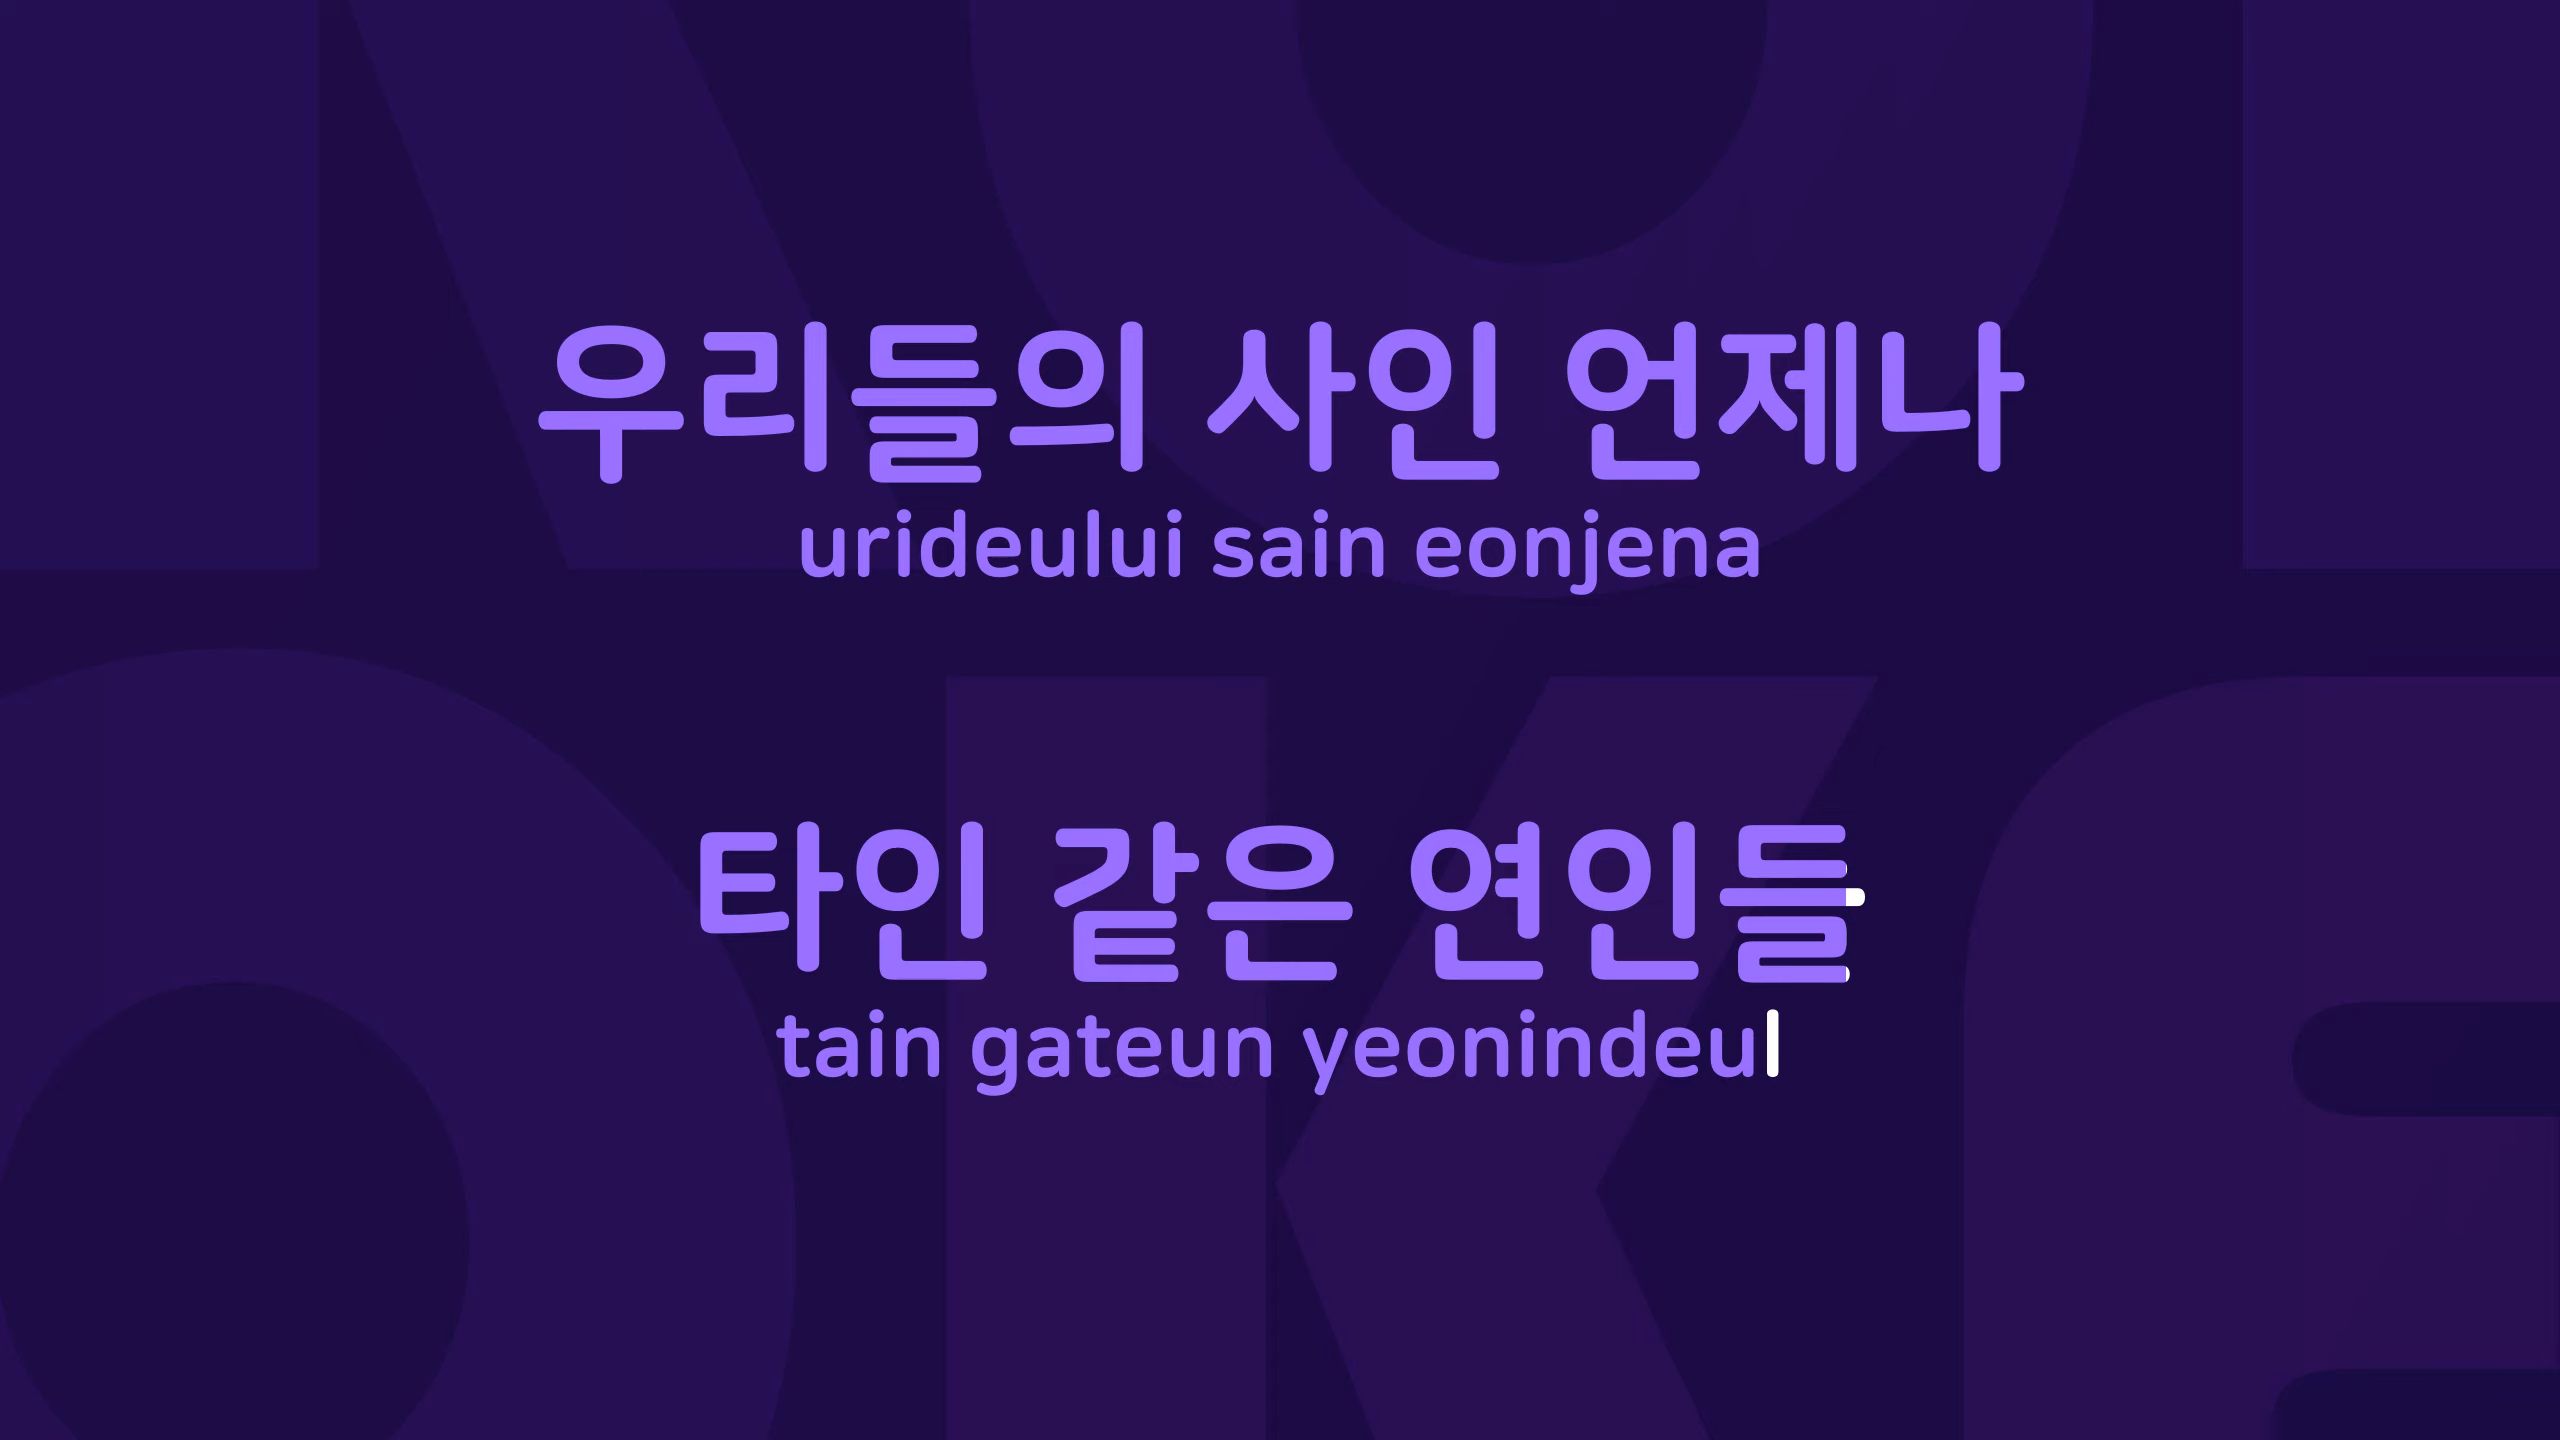 우리들의 사인 언제나
urideului sain eonjena
타인 같은 연인들
tain gateun yeonindeul